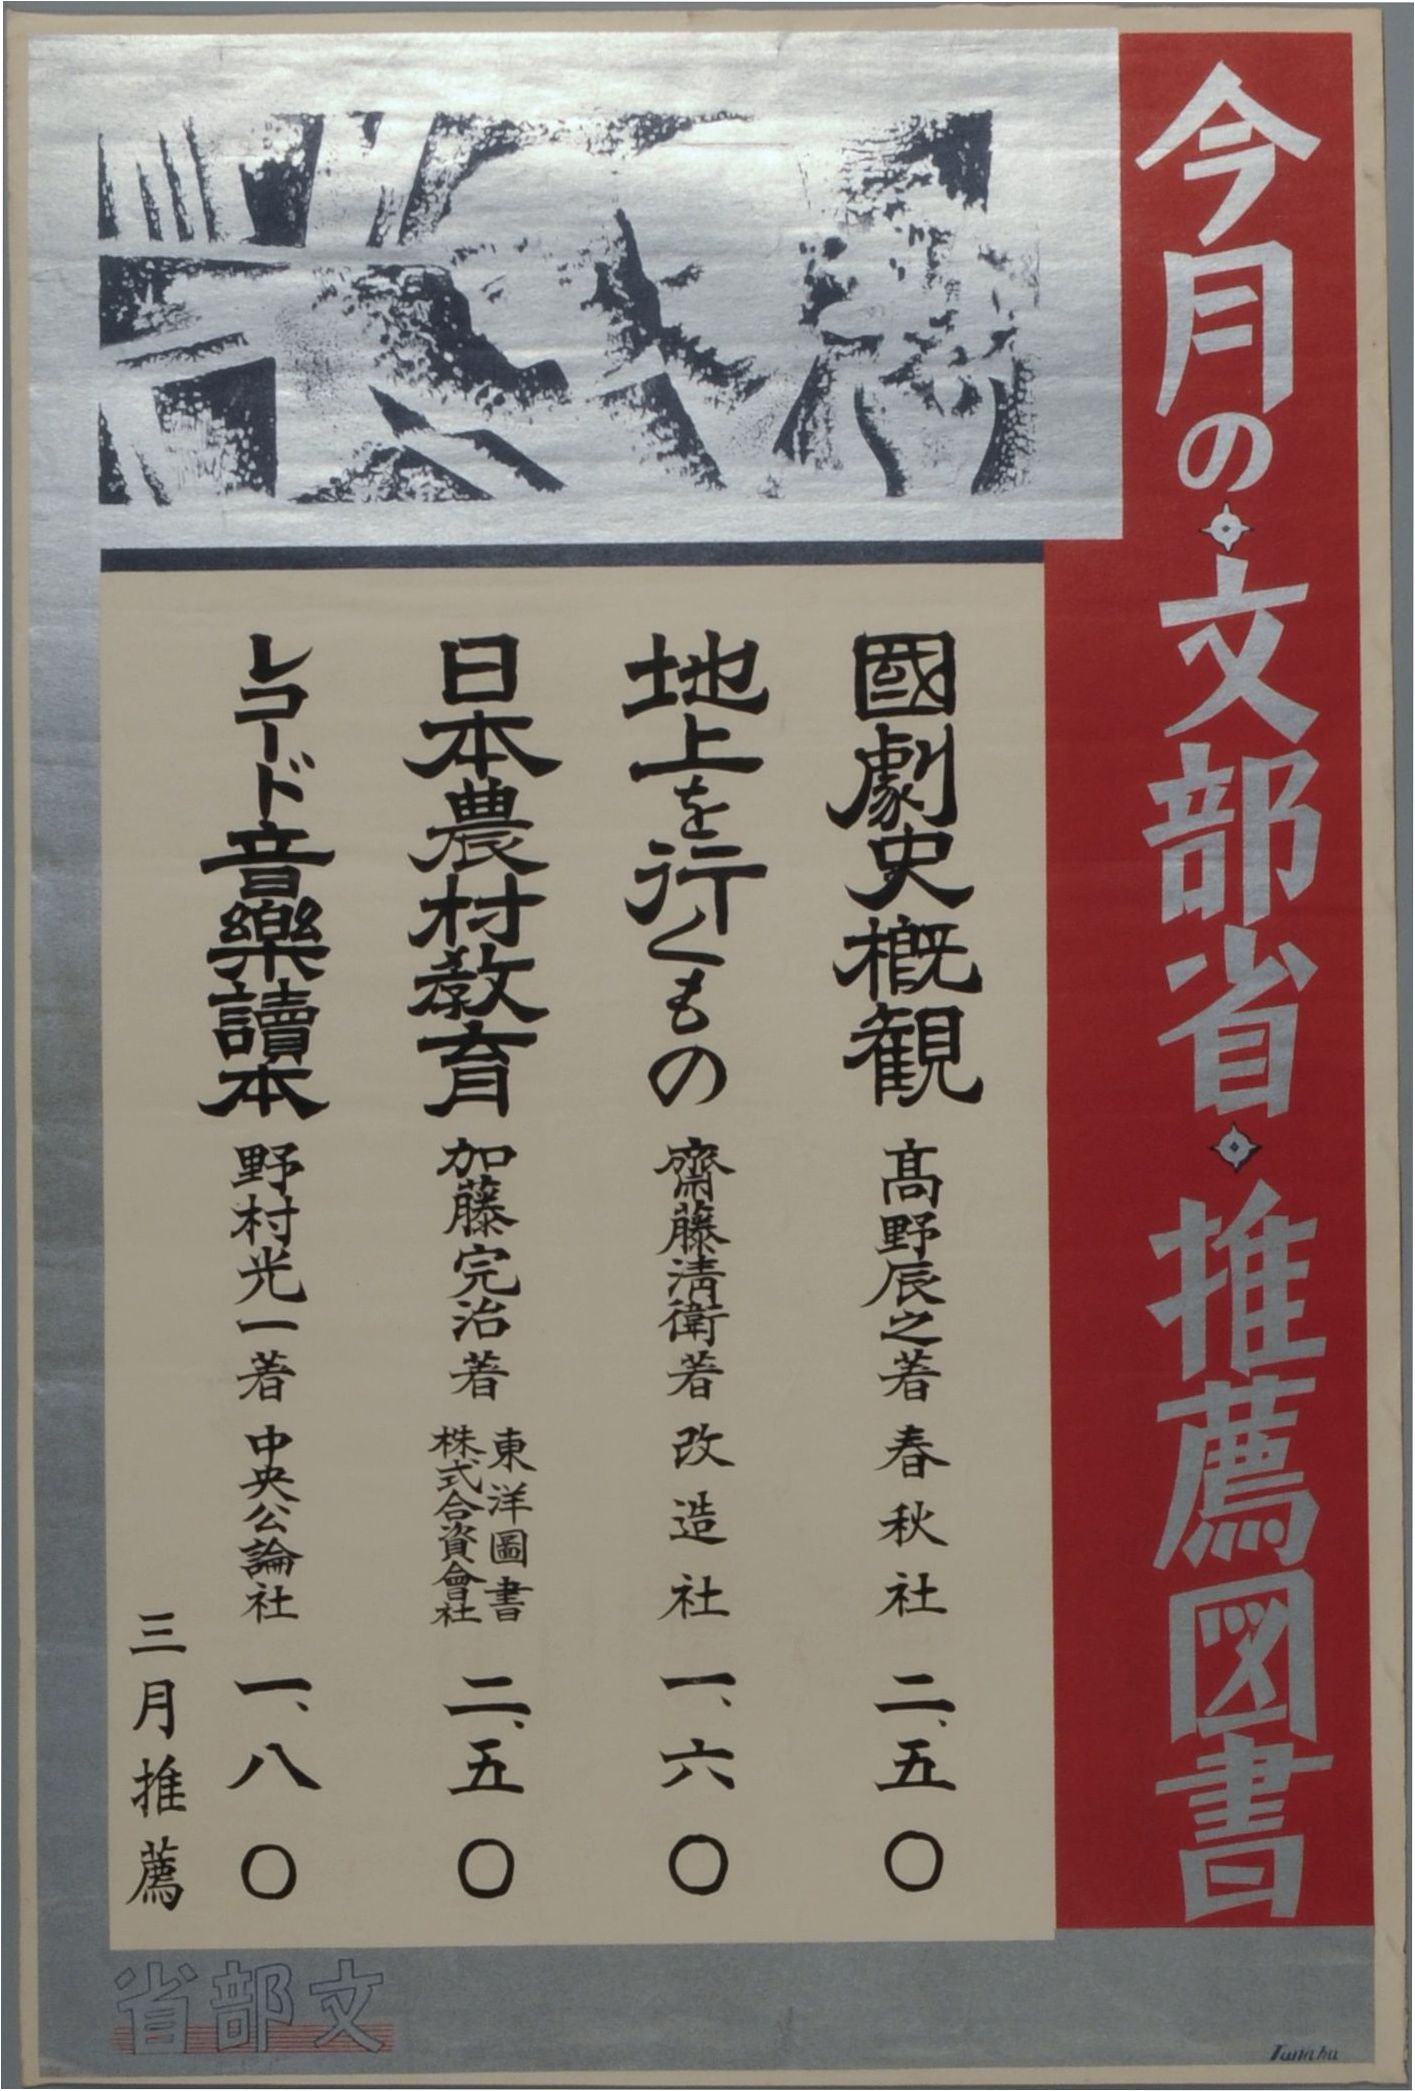 今月の文部省推薦図書
國劇史概観 髙野辰之著 春秋社 二、五〇
地上を行くもの 齋藤淸衛著 改造社 一、六〇
日本農村教育 加藤完治著 東洋圖書株式合資會社 二、五〇
レコード音樂讀本 野村光一著 中央公論社 一、八〇
三月推薦
省部文
Tanaka